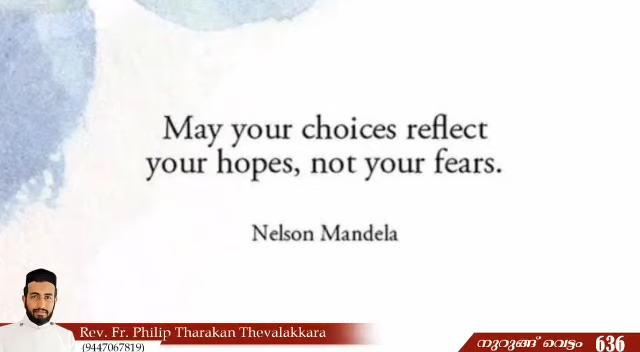 May your choices reflect
your hopes, not your fears.
Nelson Mandela
Rev. Fr. Philip Tharakan Thevalakkara
(9447067819)
നുറുങ്ങ് വെട്ടം 636